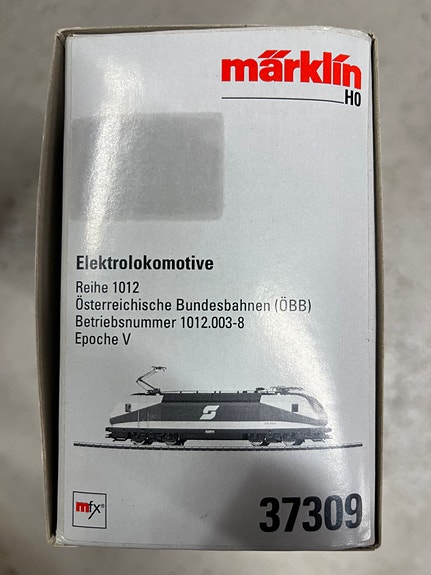 märklin
H0
Elektrolokomotive
Reihe 1012
Österreichische Bundesbahnen (ÖBB)
Betriebsnummer 1012.003-8
Epoche V
mfx®
37309